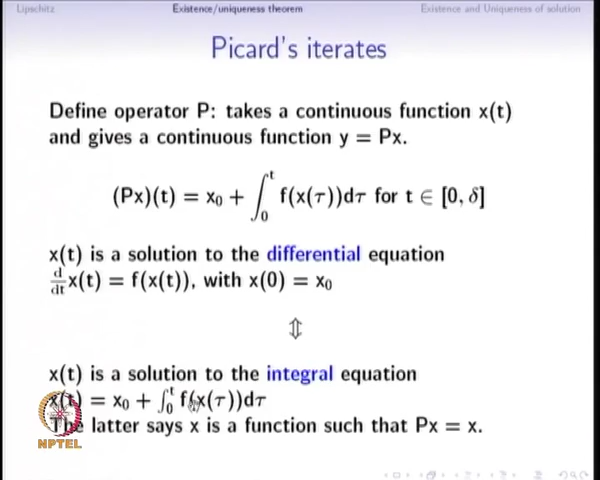 Lipschitz Existence/uniqueness theorem Existence and Uniqueness of solution
Picard's iterates
Define operator P: takes a continuous function x(t)
and gives a continuous function y = Px.
(Px)(t) = x₀ + ∫₀ᵗ f(x(τ))dτ for t ∈ [0, δ]
x(t) is a solution to the differential equation
d/dt x(t) = f(x(t)), with x(0) = x₀
⇕
x(t) is a solution to the integral equation
x(t) = x₀ + ∫₀ᵗ f(x(τ))dτ
The latter says x is a function such that Px = x.
NPTEL